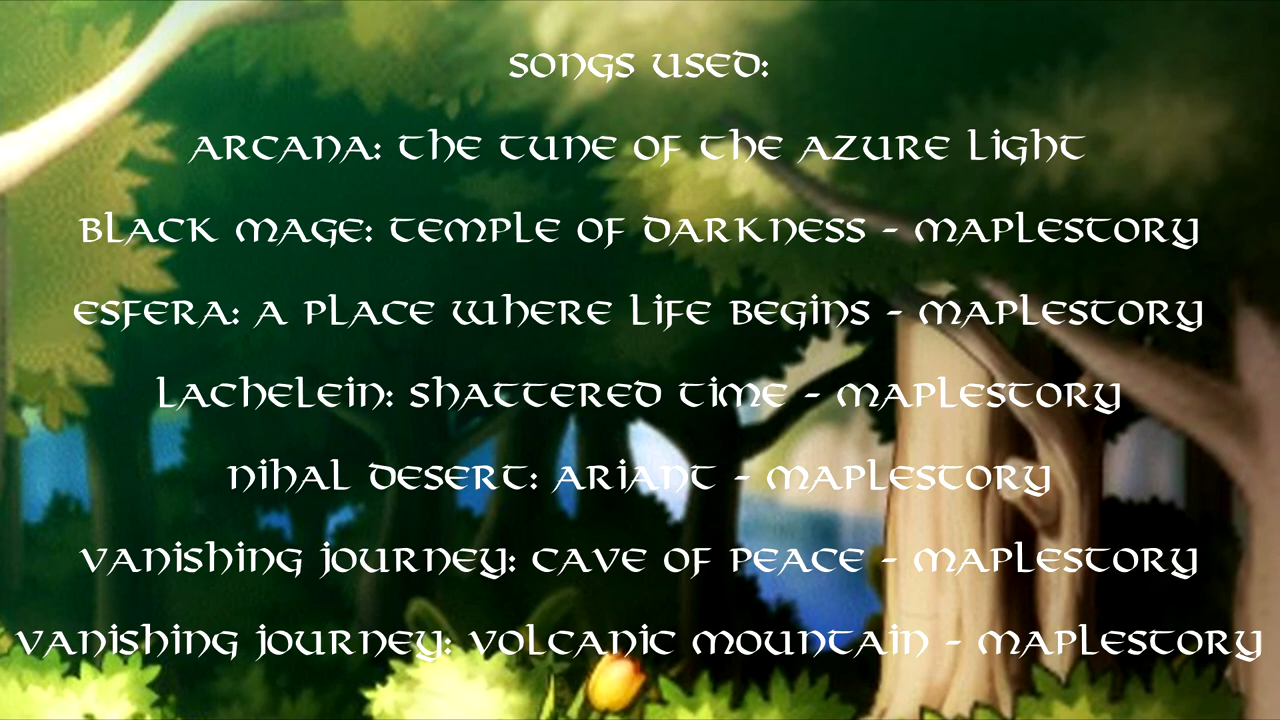 Songs Used:
Arcana: The Tune of the Azure Light
Black Mage: Temple of Darkness - MapleStory
Esfera: A Place Where Life Begins - MapleStory
Lachelein: Shattered Time - MapleStory
Nihal Desert: Ariant - MapleStory
Vanishing Journey: Cave of Peace - MapleStory
Vanishing Journey: Volcanic Mountain - MapleStory